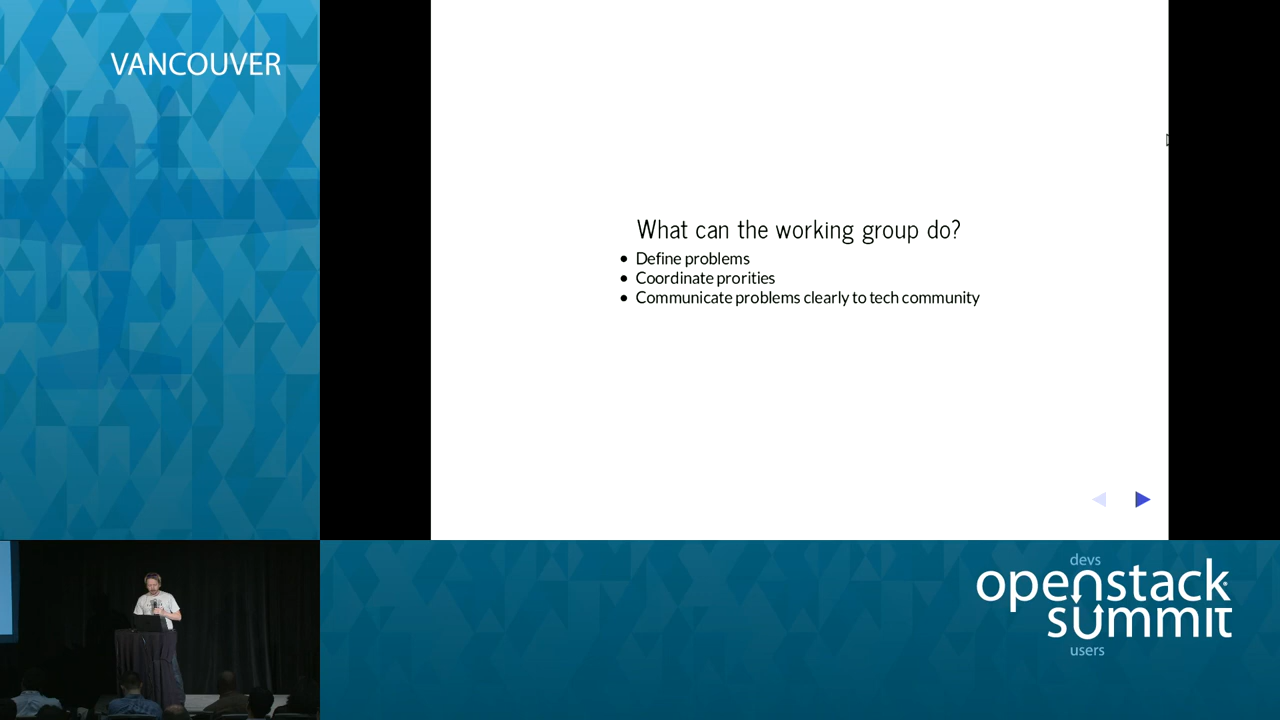 VANCOUVER
What can the working group do?
• Define problems
• Coordinate prorities
• Communicate problems clearly to tech community
devs
openstack
summit
users